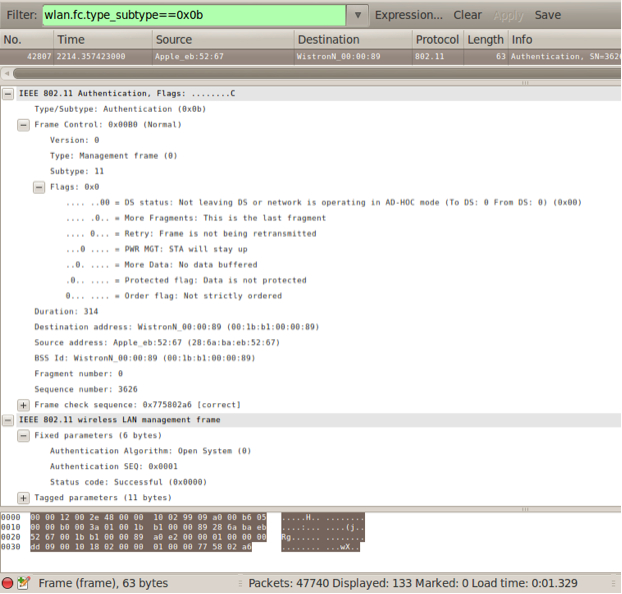 Filter: wlan.fc.type_subtype==0x0b Expression... Clear Apply Save
No. Time Source Destination Protocol Length Info
42807 2214.357423000 Apple_eb:52:67 WistronN_00:00:89 802.11 63 Authentication, SN=3626
IEEE 802.11 Authentication, Flags: ........C
Type/Subtype: Authentication (0x0b)
Frame Control: 0x00B0 (Normal)
Version: 0
Type: Management frame (0)
Subtype: 11
Flags: 0x0
.... ..00 = DS status: Not leaving DS or network is operating in AD-HOC mode (To DS: 0 From DS: 0) (0x00)
.... .0.. = More Fragments: This is the last fragment
.... 0... = Retry: Frame is not being retransmitted
...0 .... = PWR MGT: STA will stay up
..0. .... = More Data: No data buffered
.0.. .... = Protected flag: Data is not protected
0... .... = Order flag: Not strictly ordered
Duration: 314
Destination address: WistronN_00:00:89 (00:1b:b1:00:00:89)
Source address: Apple_eb:52:67 (28:6a:ba:eb:52:67)
BSS Id: WistronN_00:00:89 (00:1b:b1:00:00:89)
Fragment number: 0
Sequence number: 3626
Frame check sequence: 0x775802a6 [correct]
IEEE 802.11 wireless LAN management frame
Fixed parameters (6 bytes)
Authentication Algorithm: Open System (0)
Authentication SEQ: 0x0001
Status code: Successful (0x0000)
Tagged parameters (11 bytes)
0000 00 00 12 00 2e 48 00 00 10 02 99 09 a0 00 b6 05 .....H.. ........
0010 00 00 b0 00 3a 01 00 1b b1 00 00 89 28 6a ba eb ....:... ....(j..
0020 52 67 00 1b b1 00 00 89 a0 e2 00 00 01 00 00 00 Rg...... ........
0030 dd 09 00 10 18 02 00 00 01 00 00 77 58 02 a6 ........ ...wX..
Frame (frame), 63 bytes Packets: 47740 Displayed: 133 Marked: 0 Load time: 0:01.329